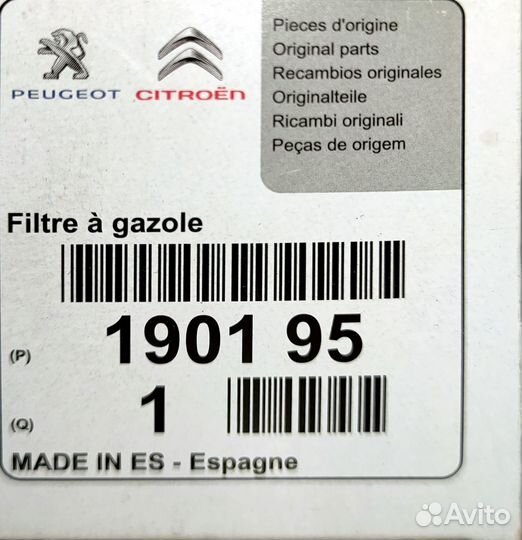 Pieces d'origine
Original parts
Recambios originales
Originalteile
Ricambi originali
Peças de origem
PEUGEOT CITROËN
Filtre à gazole
(P) 1901 95
(Q) 1
MADE IN ES - Espagne
Avito